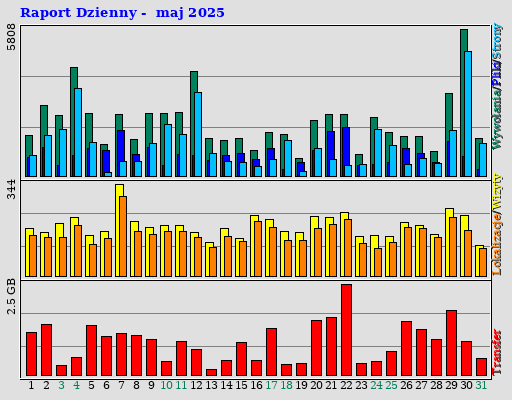 Raport Dzienny - maj 2025
5808
Wywołania/Pliki/Strony
344
Lokalizacje/Wizyty
2.5 GB
Transfer
1 2 3 4 5 6 7 8 9 10 11 12 13 14 15 16 17 18 19 20 21 22 23 24 25 26 27 28 29 30 31